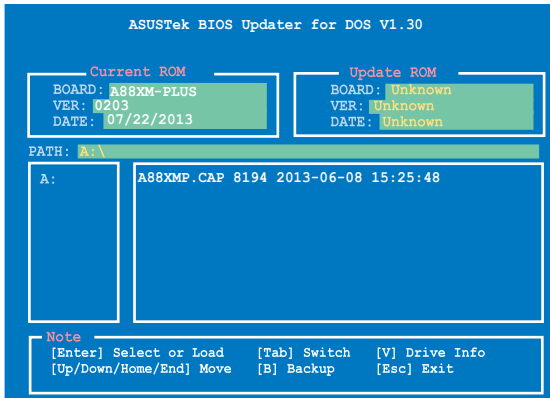 ASUSTek BIOS Updater for DOS V1.30
Current ROM
BOARD: A88XM-PLUS
VER: 0203
DATE: 07/22/2013
Update ROM
BOARD: Unknown
VER: Unknown
DATE: Unknown
PATH: A:\
A:
A88XMP.CAP 8194 2013-06-08 15:25:48
Note
[Enter] Select or Load [Tab] Switch [V] Drive Info
[Up/Down/Home/End] Move [B] Backup [Esc] Exit